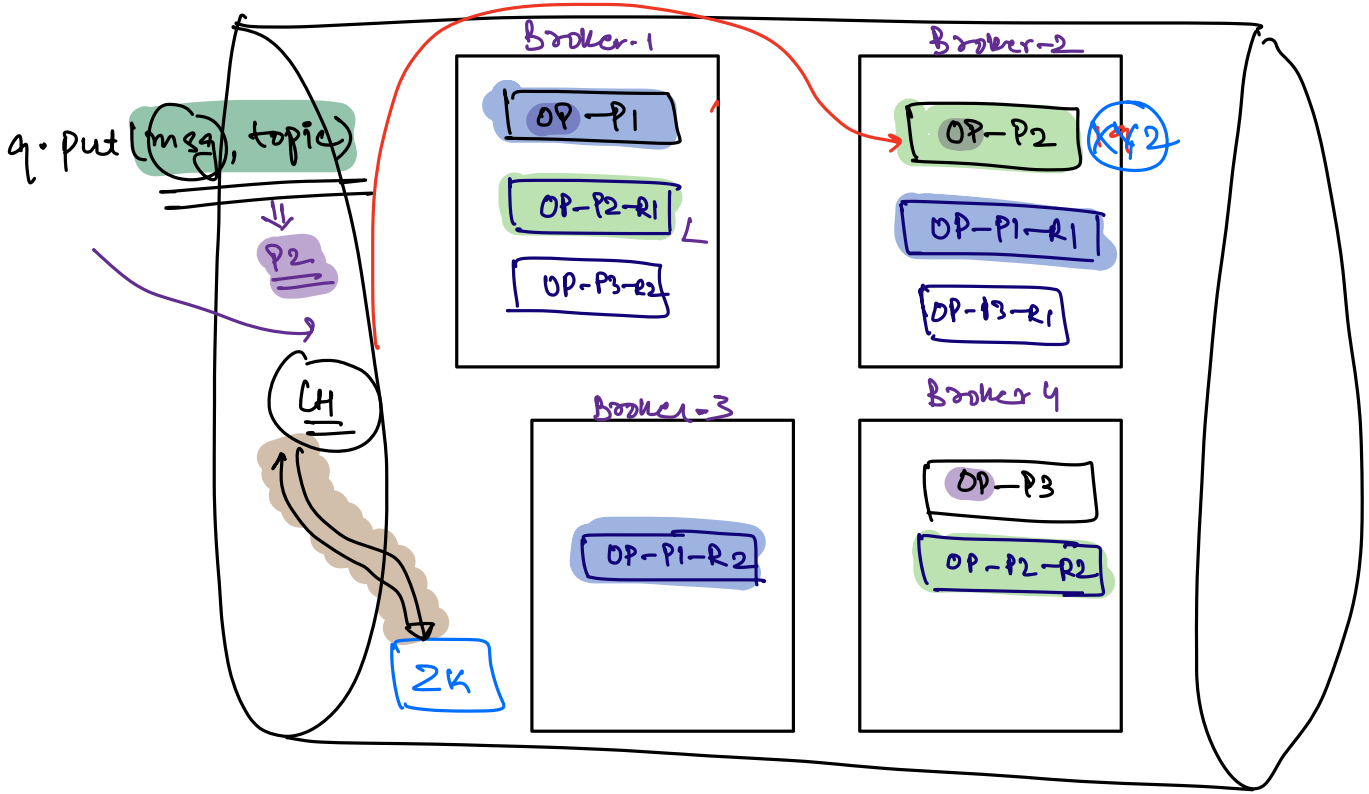 q.put(msg, topic)
P2
CH
ZK
Broker-1
OP-P1
OP-P2-R1
OP-P3-R2
Broker-2
OP-P2
OP-P1-R1
OP-P3-R1
Broker-3
OP-P1-R2
Broker 4
OP-P3
OP-P2-R2